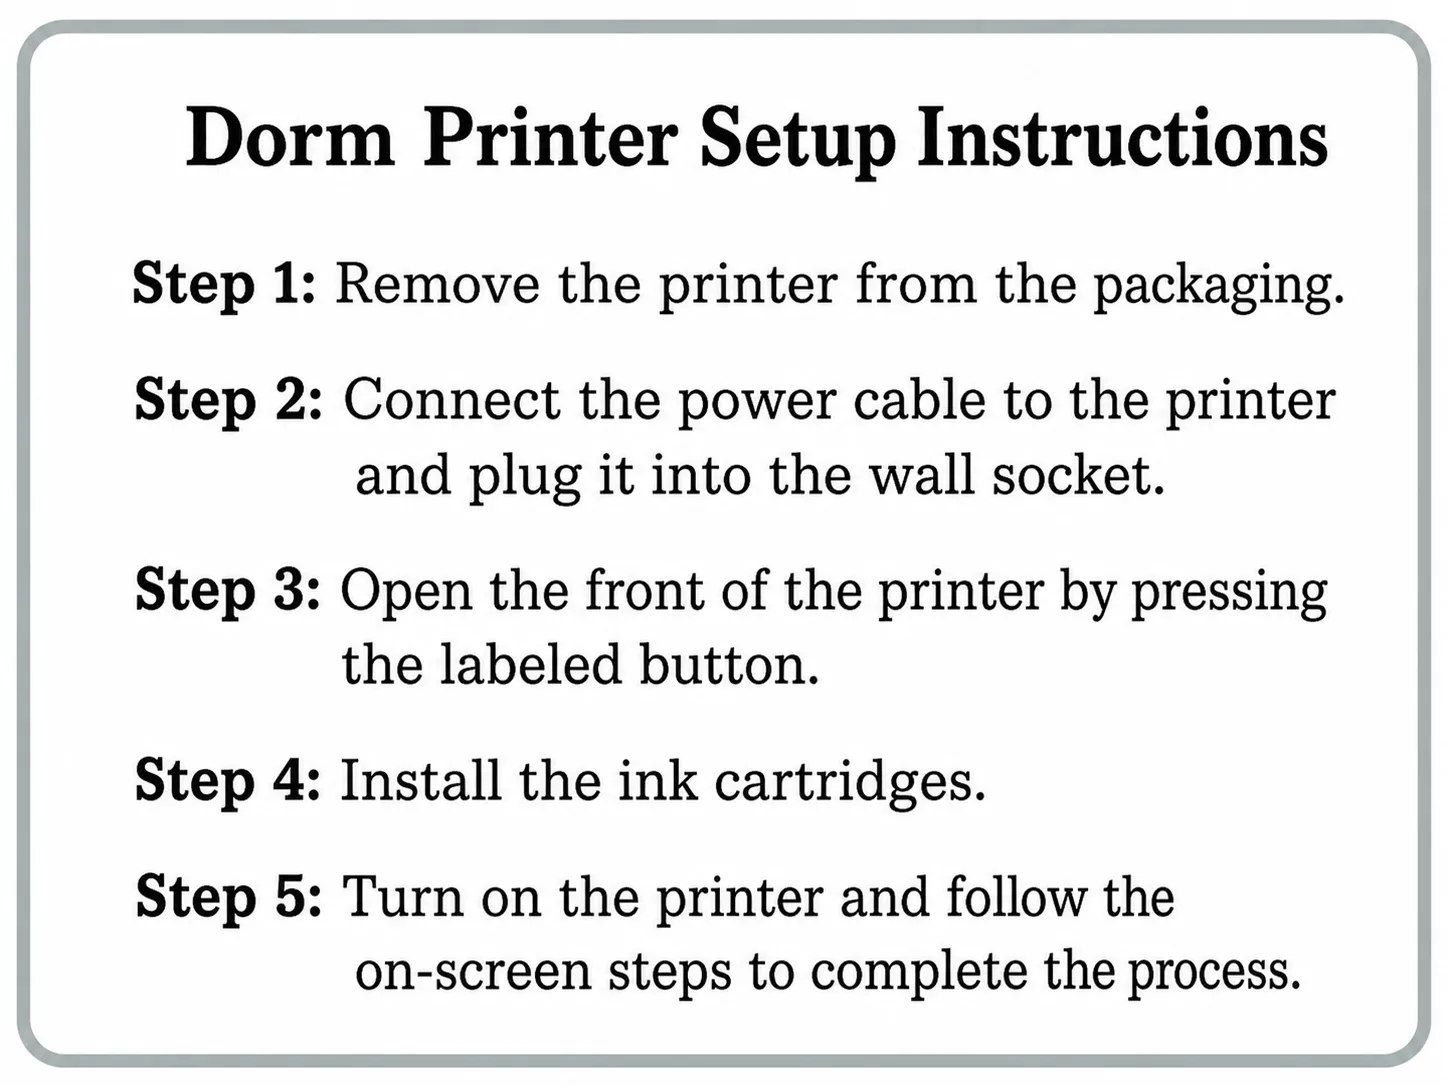 Dorm Printer Setup Instructions
Step 1: Remove the printer from the packaging.
Step 2: Connect the power cable to the printer
and plug it into the wall socket.
Step 3: Open the front of the printer by pressing
the labeled button.
Step 4: Install the ink cartridges.
Step 5: Turn on the printer and follow the
on-screen steps to complete the process.